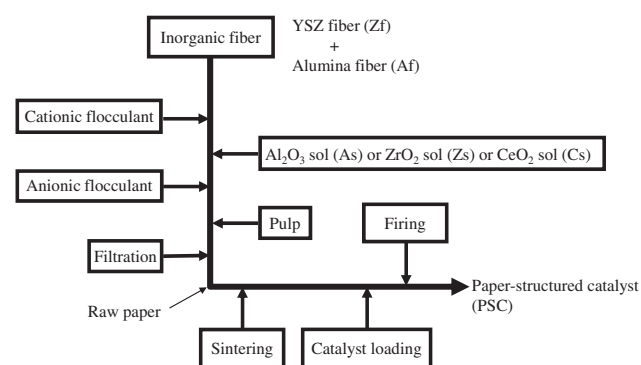 Inorganic fiber
YSZ fiber (Zf)
+
Alumina fiber (Af)
Cationic flocculant
Al₂O₃ sol (As) or ZrO₂ sol (Zs) or CeO₂ sol (Cs)
Anionic flocculant
Pulp
Firing
Filtration
Raw paper
Paper-structured catalyst
(PSC)
Sintering
Catalyst loading